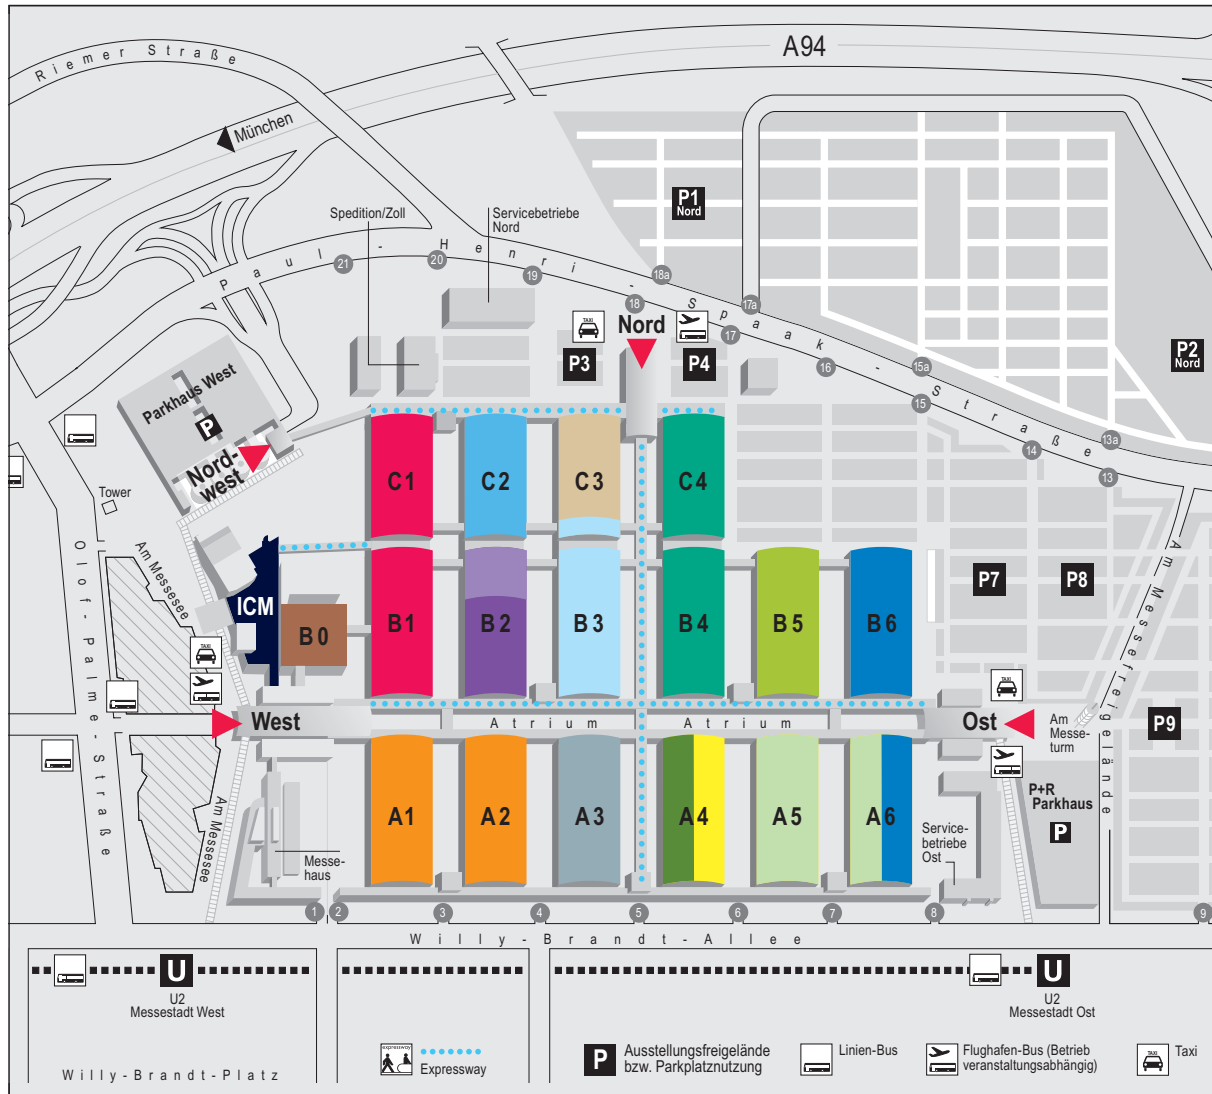 A94
Riemer Straße
München
P1
Nord
Spedition/Zoll
Servicebetriebe
Nord
Paul-Henri-Spaak-Straße
21
20
19
18
18a
17a
17
16
15a
15
14
13a
13
TAXI
Nord
P3
P4
P2
Nord
Parkhaus West
P
Nord-
west
Tower
C1
C2
C3
C4
Am Messesee
Olof-Palme-Straße
ICM
B0
B1
B2
B3
B4
B5
B6
P7
P8
Am Messefreigelände
TAXI
TAXI
West
Atrium
Atrium
Ost
Am
Messe-
turm
P9
A1
A2
A3
A4
A5
A6
P+R
Parkhaus
P
Am Messesee
Messe-
haus
Service-
betriebe
Ost
1
2
3
4
5
6
7
8
9
Willy-Brandt-Allee
U
U2
Messestadt West
U
U2
Messestadt Ost
Willy-Brandt-Platz
expressway
Expressway
P
Ausstellungsfreigelände
bzw. Parkplatznutzung
Linien-Bus
Flughafen-Bus (Betrieb
veranstaltungsabhängig)
TAXI
Taxi